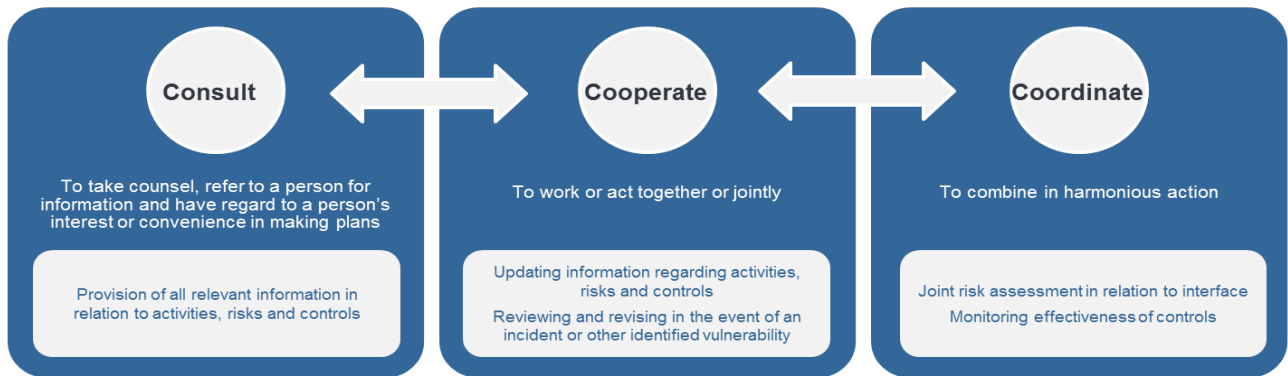 Consult
To take counsel, refer to a person for
information and have regard to a person's
interest or convenience in making plans
Provision of all relevant information in
relation to activities, risks and controls
Cooperate
To work or act together or jointly
Updating information regarding activities,
risks and controls
Reviewing and revising in the event of an
incident or other identified vulnerability
Coordinate
To combine in harmonious action
Joint risk assessment in relation to interface
Monitoring effectiveness of controls